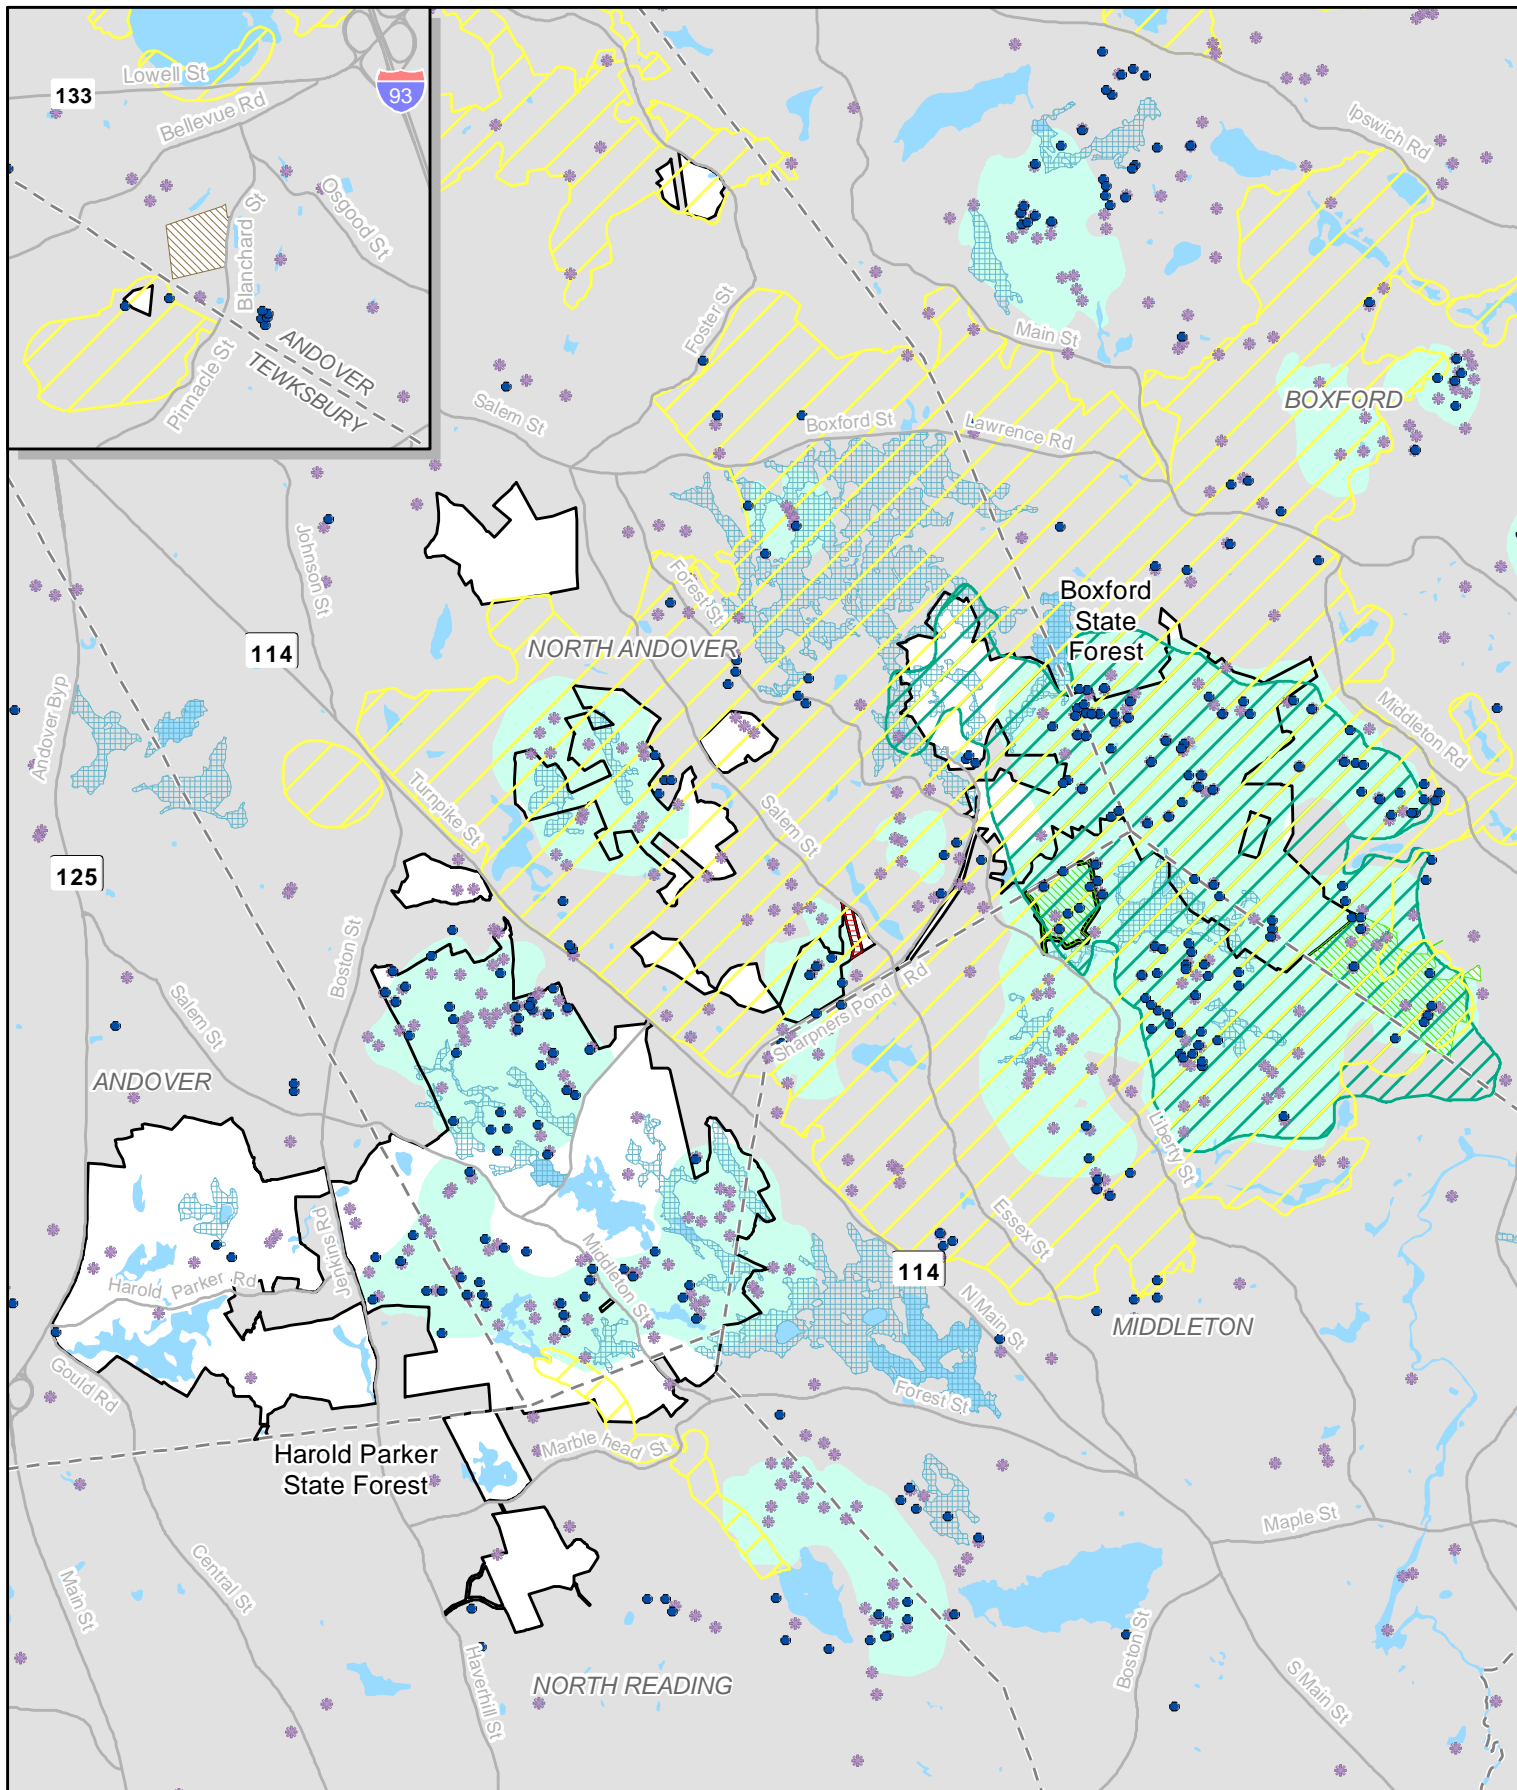 Lowell St
133
93
Bellevue Rd
Osgood St
Blanchard St
Pinnacle St
ANDOVER
TEWKSBURY
Ipswich Rd
Foster St
Main St
Salem St
Boxford St
Lawrence Rd
BOXFORD
Johnson St
Forest St
Boxford
State
Forest
114
NORTH ANDOVER
Andover Byp
Middleton Rd
Turnpike St
Salem St
125
Boston St
Salem St
Sharpners Pond Rd
ANDOVER
Liberty St
Jenkins Rd
Essex St
Middleton St
114
Harold Parker Rd
N Main St
MIDDLETON
Gould Rd
Forest St
Harold Parker
State Forest
Marble head St
Maple St
Main St
Central St
Boston St
Haverhill St
NORTH READING
S Main St